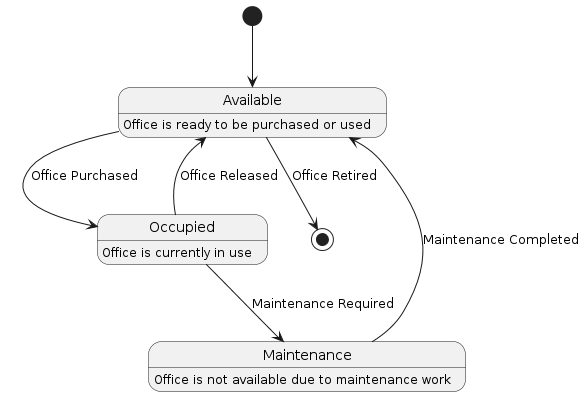 Available
Office is ready to be purchased or used
Office Purchased
Office Released
Office Retired
Occupied
Office is currently in use
Maintenance Completed
Maintenance Required
Maintenance
Office is not available due to maintenance work